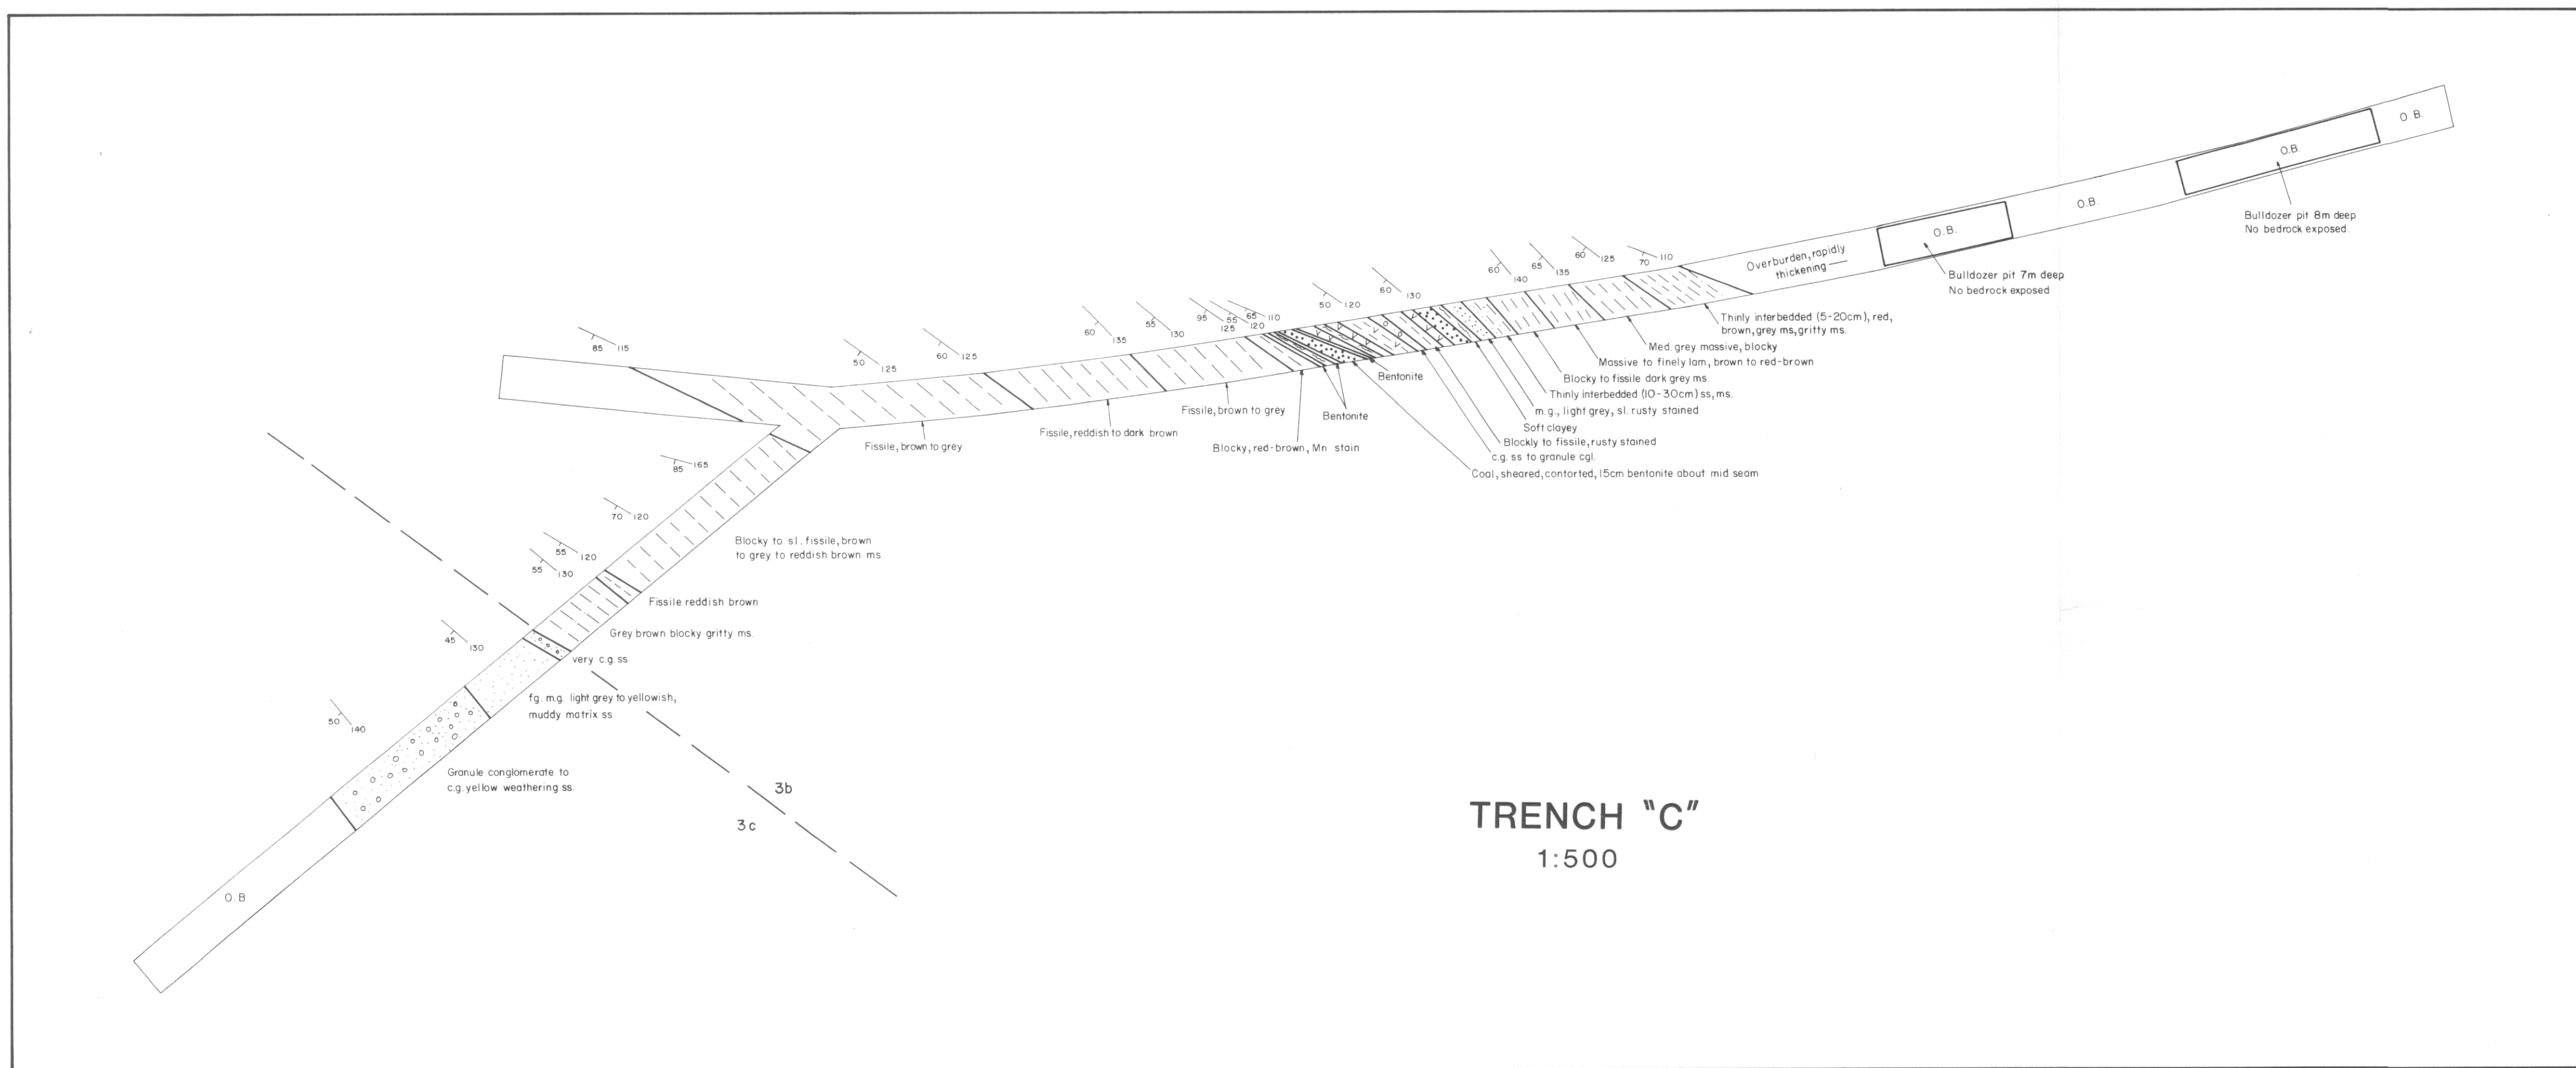 O. B.
O.B.
Bulldozer pit 8m deep
No bedrock exposed.
O.B.
O.B.
Bulldozer pit 7m deep
No bedrock exposed
Overburden, rapidly
thickening
70 110
60 125
65 135
60 140
60 130
50 120
65 110
55 120
95 125
55 130
60 135
60 125
50 125
85 115
Thinly interbedded (5-20cm), red,
brown, grey ms, gritty ms.
Med. grey massive, blocky
Massive to finely lam, brown to red-brown
Blocky to fissile dark grey ms.
Thinly interbedded (10-30cm) ss, ms.
m.g., light grey, sl. rusty stained
Soft clayey
Blockly to fissile, rusty stained
c.g. ss to granule cgl.
Coal, sheared, contorted, 15cm bentonite about mid seam
Bentonite
Bentonite
Blocky, red-brown, Mn stain
Fissile, brown to grey
Fissile, reddish to dark brown
Fissile, brown to grey
85 165
70 120
Blocky to sl. fissile, brown
to grey to reddish brown ms.
55 120
55 130
Fissile reddish brown
Grey brown blocky gritty ms.
45 130
very c.g. ss
fg. m.g. light grey to yellowish,
muddy matrix ss
50 140
Granule conglomerate to
c.g. yellow weathering ss.
3b
3c
O. B.
TRENCH "C"
1:500